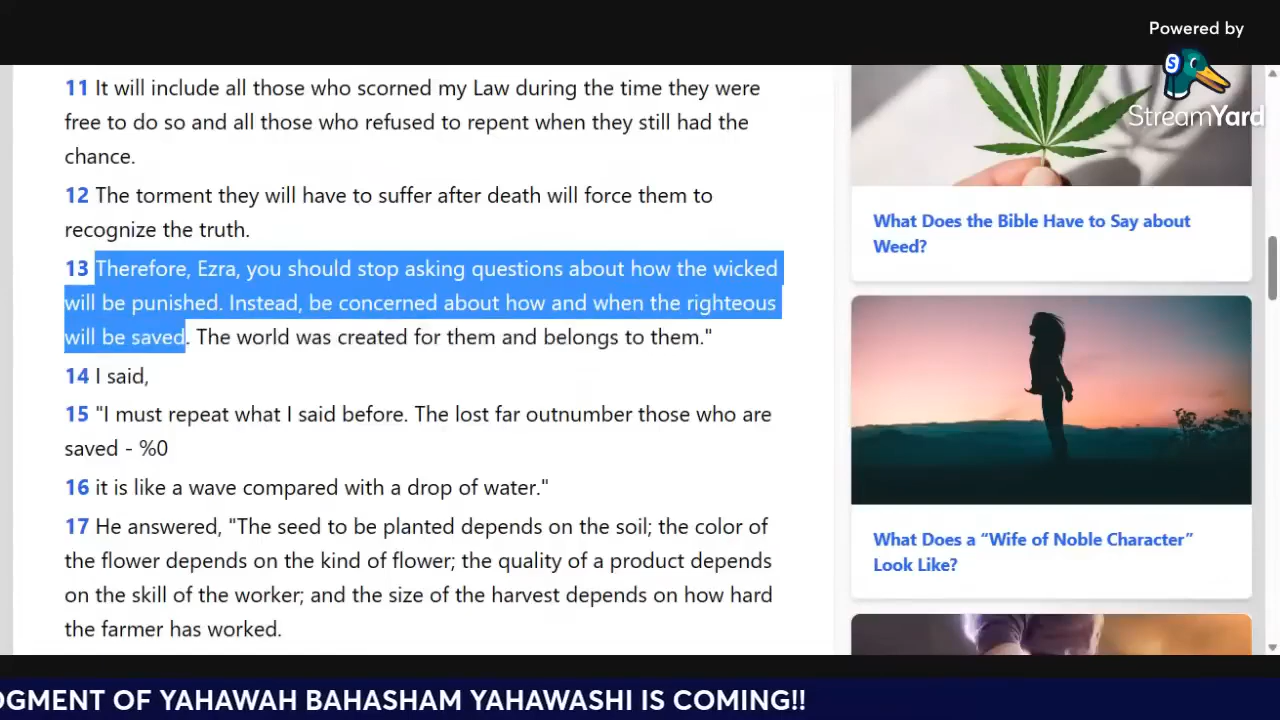 Powered by
StreamYard
11 It will include all those who scorned my Law during the time they were
free to do so and all those who refused to repent when they still had the
chance.
12 The torment they will have to suffer after death will force them to
recognize the truth.
13 Therefore, Ezra, you should stop asking questions about how the wicked
will be punished. Instead, be concerned about how and when the righteous
will be saved. The world was created for them and belongs to them."
14 I said,
15 "I must repeat what I said before. The lost far outnumber those who are
saved - %0
16 it is like a wave compared with a drop of water."
17 He answered, "The seed to be planted depends on the soil; the color of
the flower depends on the kind of flower; the quality of a product depends
on the skill of the worker; and the size of the harvest depends on how hard
the farmer has worked.
What Does the Bible Have to Say about
Weed?
What Does a “Wife of Noble Character”
Look Like?
DGMENT OF YAHAWAH BAHASHAM YAHAWASHI IS COMING!!